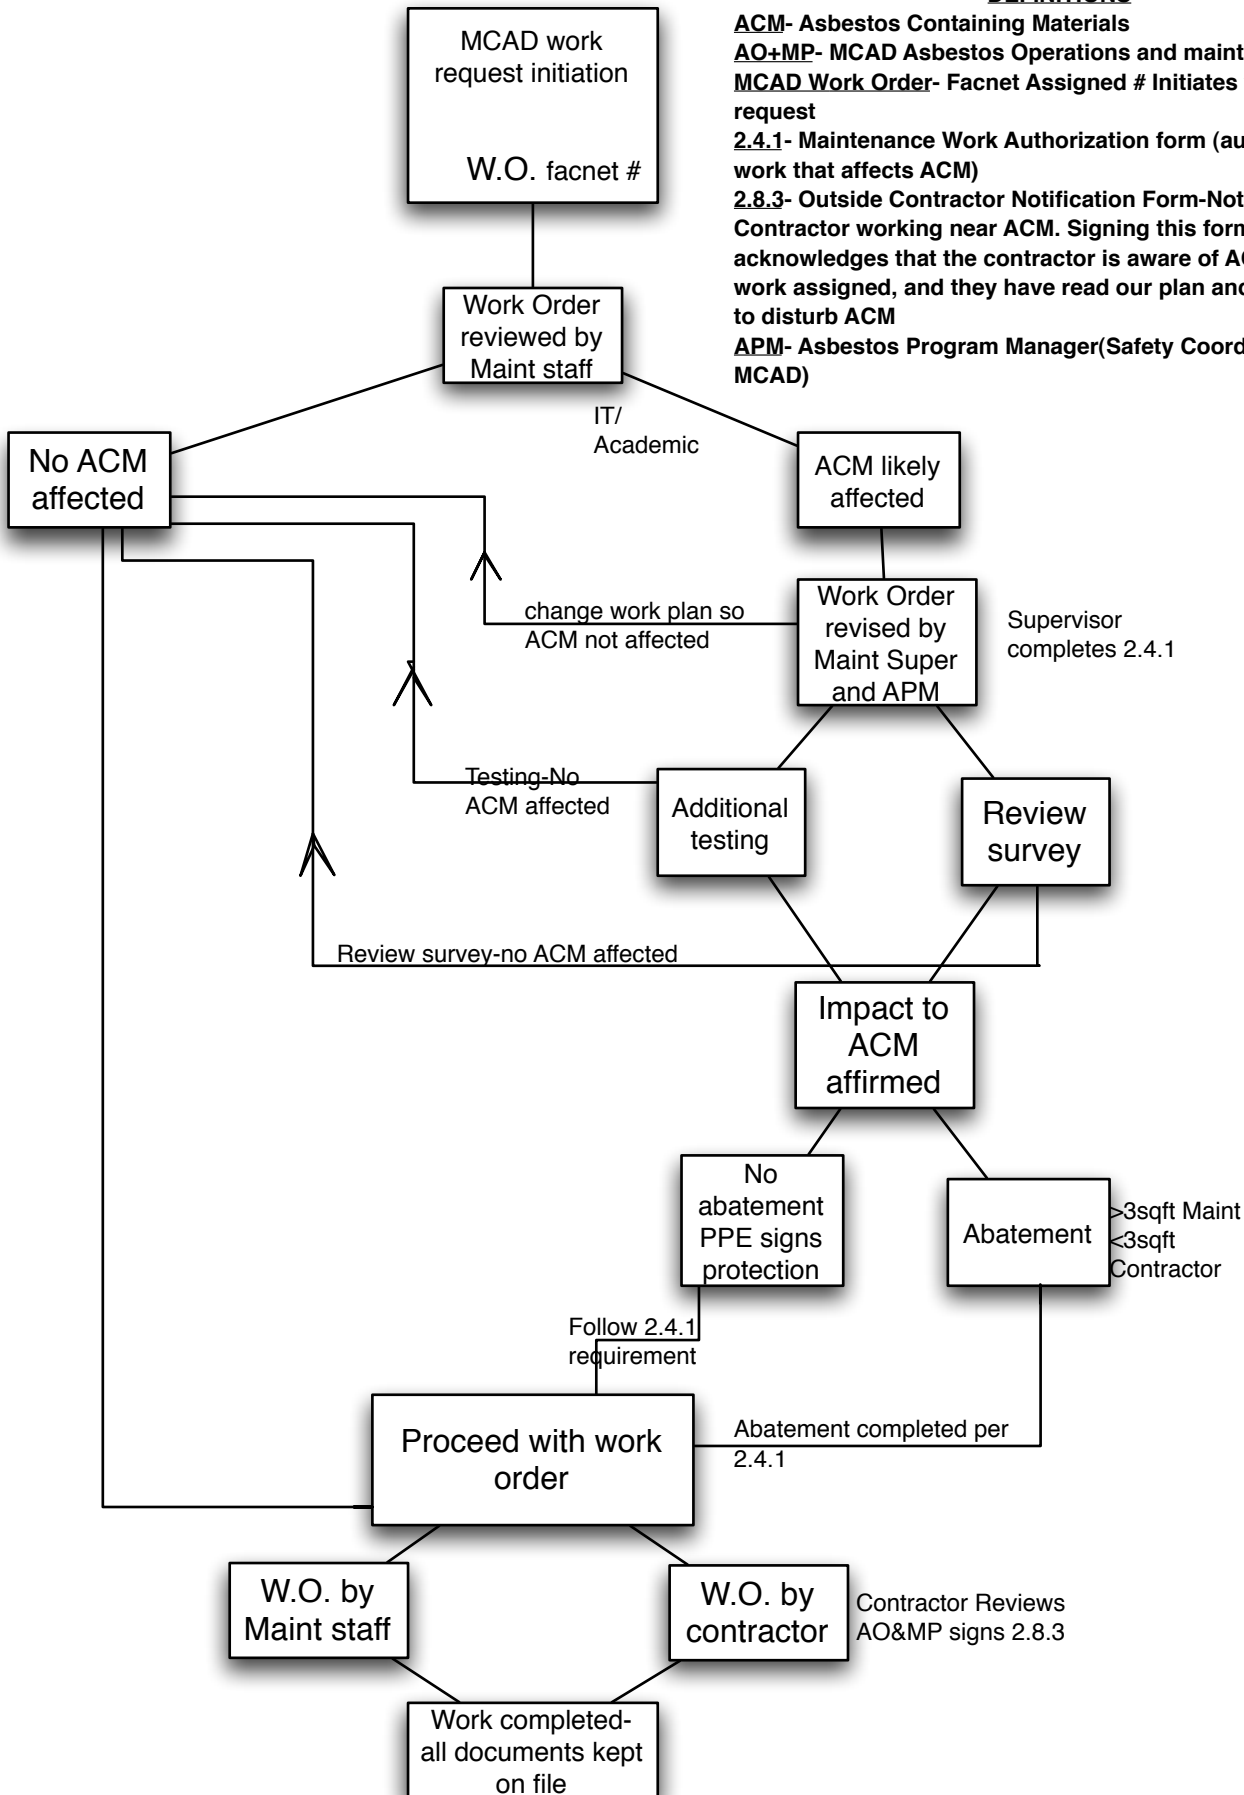 DEFINITIONS
ACM- Asbestos Containing Materials
AO+MP- MCAD Asbestos Operations and maint
MCAD Work Order- Facnet Assigned # Initiates
request
2.4.1- Maintenance Work Authorization form (au
work that affects ACM)
2.8.3- Outside Contractor Notification Form-Not
Contractor working near ACM. Signing this form
acknowledges that the contractor is aware of AC
work assigned, and they have read our plan and
to disturb ACM
APM- Asbestos Program Manager(Safety Coord
MCAD)
MCAD work
request initiation
W.O. facnet #
Work Order
reviewed by
Maint staff
IT/
Academic
No ACM
affected
ACM likely
affected
change work plan so
ACM not affected
Work Order
revised by
Maint Super
and APM
Supervisor
completes 2.4.1
Testing-No
ACM affected
Additional
testing
Review
survey
Review survey-no ACM affected
Impact to
ACM
affirmed
No
abatement
PPE signs
protection
Abatement
>3sqft Maint
<3sqft
Contractor
Follow 2.4.1
requirement
Proceed with work
order
Abatement completed per
2.4.1
W.O. by
Maint staff
W.O. by
contractor
Contractor Reviews
AO&MP signs 2.8.3
Work completed-
all documents kept
on file